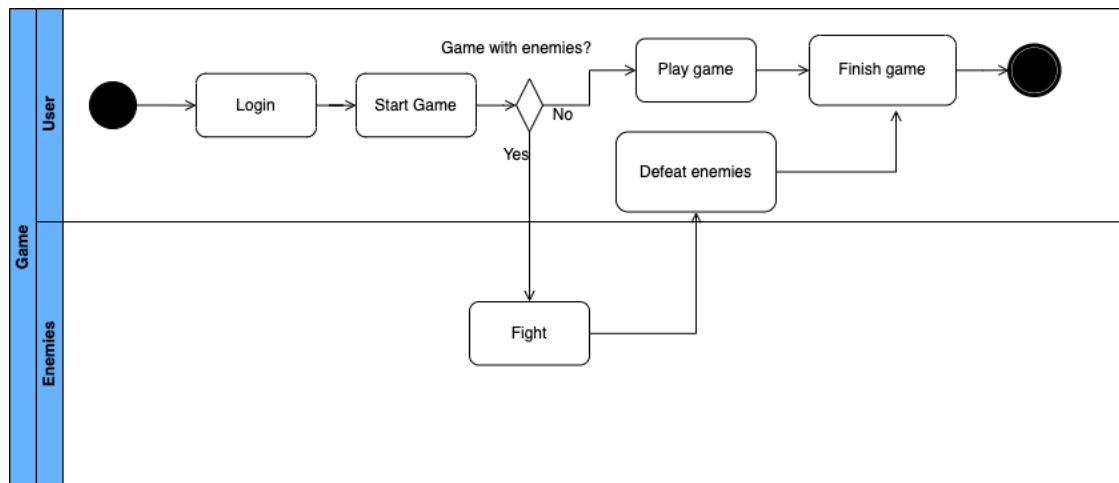 Game
User
Enemies
Game with enemies?
Login
Start Game
No
Yes
Play game
Finish game
Defeat enemies
Fight